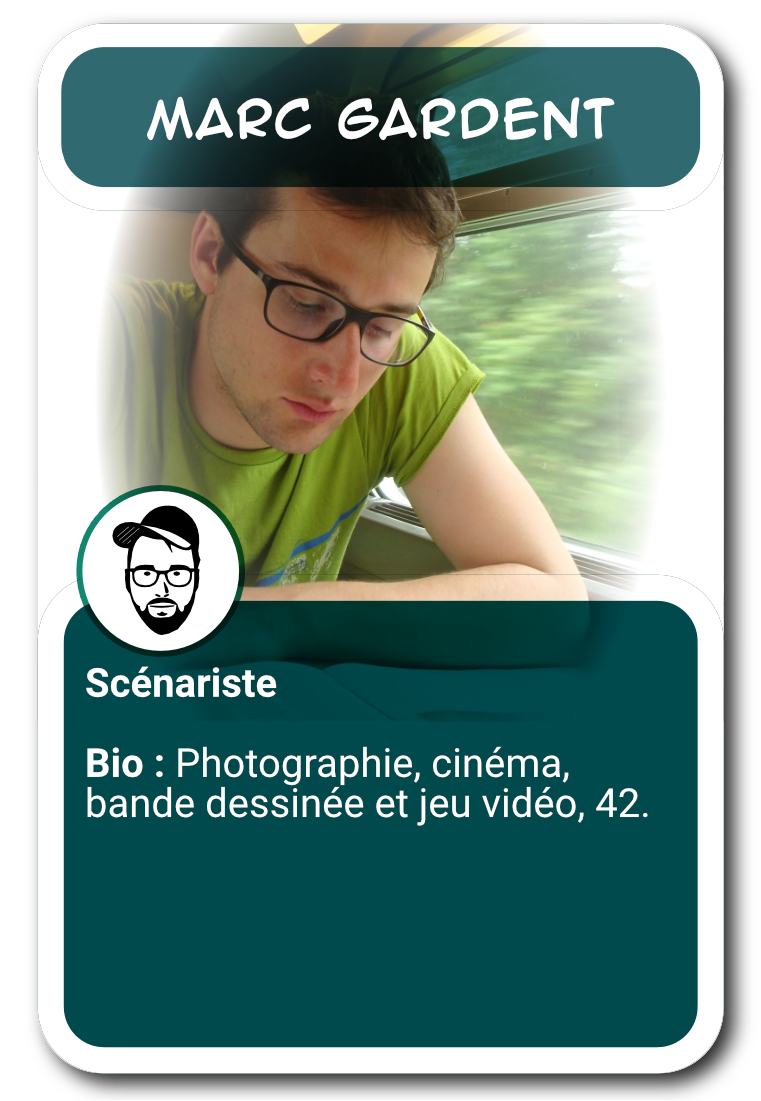 MARC GARDENT
Scénariste
Bio : Photographie, cinéma,
bande dessinée et jeu vidéo, 42.